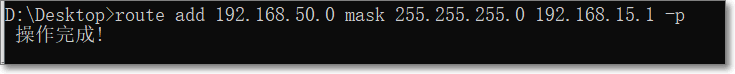 D:\Desktop>route add 192.168.50.0 mask 255.255.255.0 192.168.15.1 -p
操作完成!